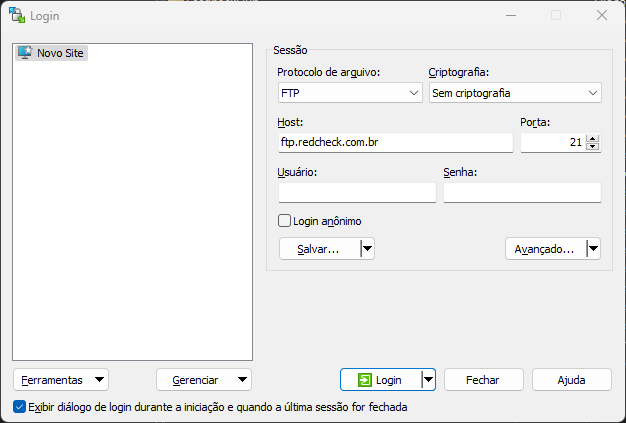 Login
Novo Site
Sessão
Protocolo de arquivo: Criptografia:
FTP Sem criptografia
Host: Porta:
ftp.redcheck.com.br 21
Usuário: Senha:
Login anônimo
Salvar... Avançado...
Ferramentas Gerenciar Login Fechar Ajuda
Exibir diálogo de login durante a iniciação e quando a última sessão for fechada